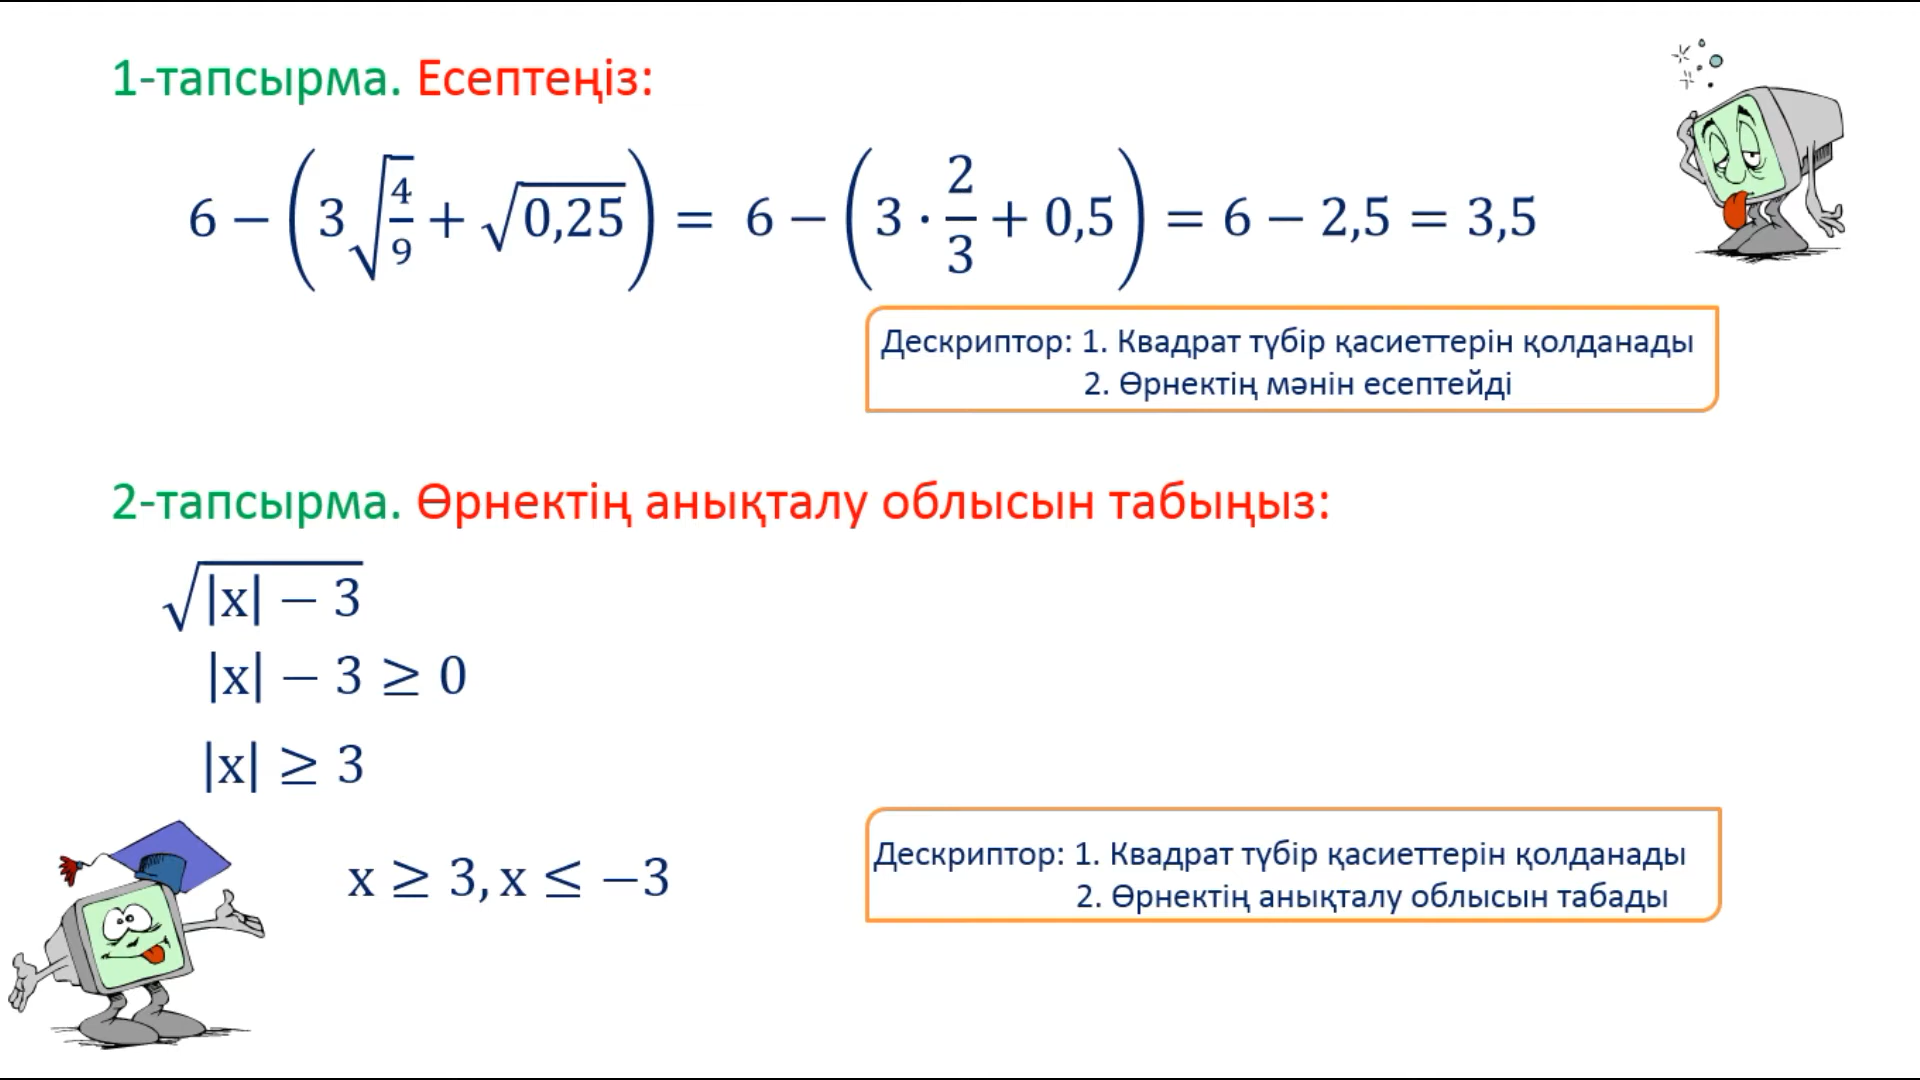 1-тапсырма. Есептеңіз:
6 − (3√(4/9) + √0,25) = 6 − (3 · 2/3 + 0,5) = 6 − 2,5 = 3,5
Дескриптор: 1. Квадрат түбір қасиеттерін қолданады
2. Өрнектің мәнін есептейді
2-тапсырма. Өрнектің анықталу облысын табыңыз:
√(|x| − 3)
|x| − 3 ≥ 0
|x| ≥ 3
x ≥ 3, x ≤ −3
Дескриптор: 1. Квадрат түбір қасиеттерін қолданады
2. Өрнектің анықталу облысын табады